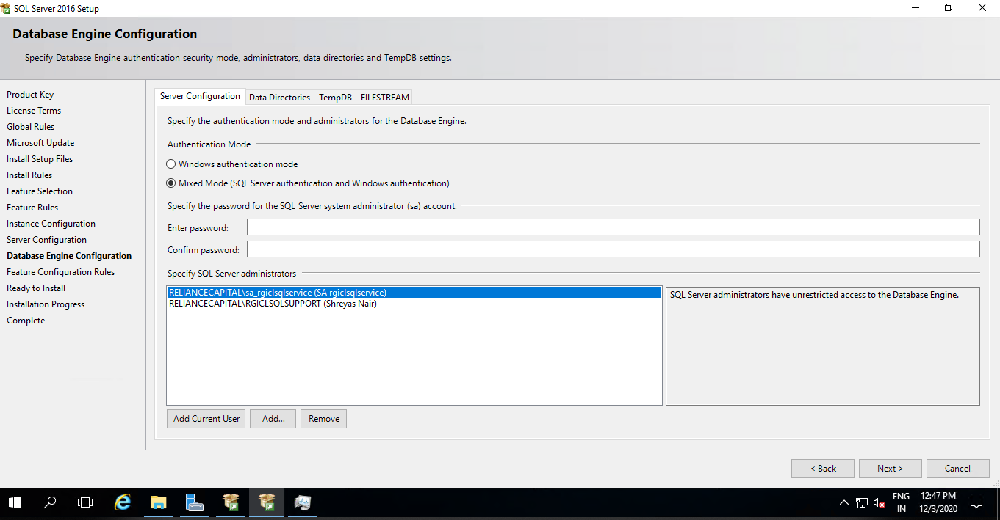 SQL Server 2016 Setup
Database Engine Configuration
Specify Database Engine authentication security mode, administrators, data directories and TempDB settings.
Product Key
License Terms
Global Rules
Microsoft Update
Install Setup Files
Install Rules
Feature Selection
Feature Rules
Instance Configuration
Server Configuration
Database Engine Configuration
Feature Configuration Rules
Ready to Install
Installation Progress
Complete
Server Configuration Data Directories TempDB FILESTREAM
Specify the authentication mode and administrators for the Database Engine.
Authentication Mode
Windows authentication mode
Mixed Mode (SQL Server authentication and Windows authentication)
Specify the password for the SQL Server system administrator (sa) account.
Enter password:
Confirm password:
Specify SQL Server administrators
RELIANCECAPITAL\sa_rgiclsqlservice (SA rgiclsqlservice)
RELIANCECAPITAL\RGICLSQLSUPPORT (Shreyas Nair)
SQL Server administrators have unrestricted access to the Database Engine.
Add Current User Add... Remove
< Back Next > Cancel
ENG
IN
12:47 PM
12/3/2020